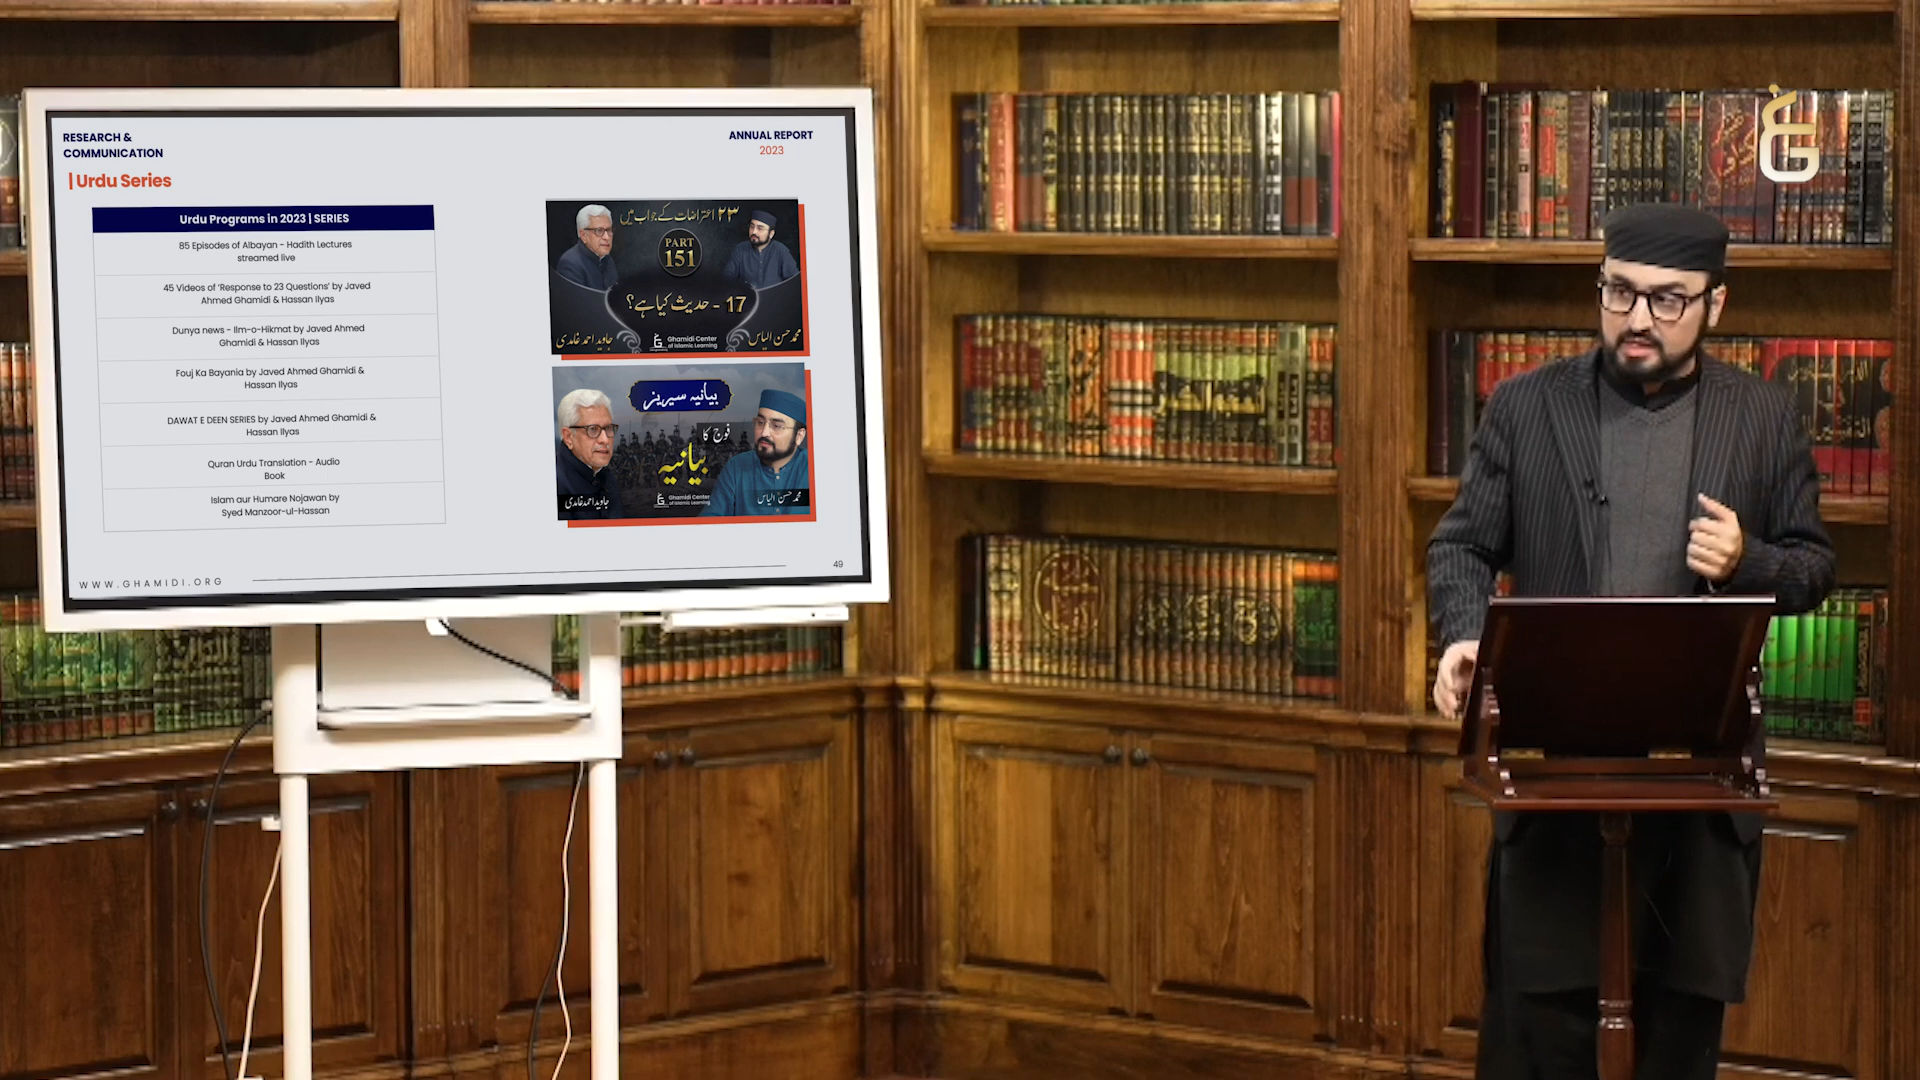 RESEARCH &
COMMUNICATION
ANNUAL REPORT
2023
| Urdu Series
Urdu Programs in 2023 | SERIES
85 Episodes of Albayan - Hadith Lectures
streamed live
45 Videos of 'Response to 23 Questions' by Javed
Ahmed Ghamidi & Hassan Ilyas
Dunya news - Ilm-o-Hikmat by Javed Ahmed
Ghamidi & Hassan Ilyas
Fouj Ka Bayania by Javed Ahmed Ghamidi &
Hassan Ilyas
DAWAT E DEEN SERIES by Javed Ahmed Ghamidi &
Hassan Ilyas
Quran Urdu Translation - Audio
Book
Islam aur Humare Nojawan by
Syed Manzoor-ul-Hassan
۲۳ اعتراضات کے جواب میں
PART
151
17 - حدیث کیا ہے؟
جاوید احمد غامدی
Ghamidi Center
of Islamic Learning
محمد حسن الیاس
بیانیہ سیریز
فوج کا
بیانیہ
جاوید احمد غامدی
Ghamidi Center
of Islamic Learning
محمد حسن الیاس
WWW.GHAMIDI.ORG
49